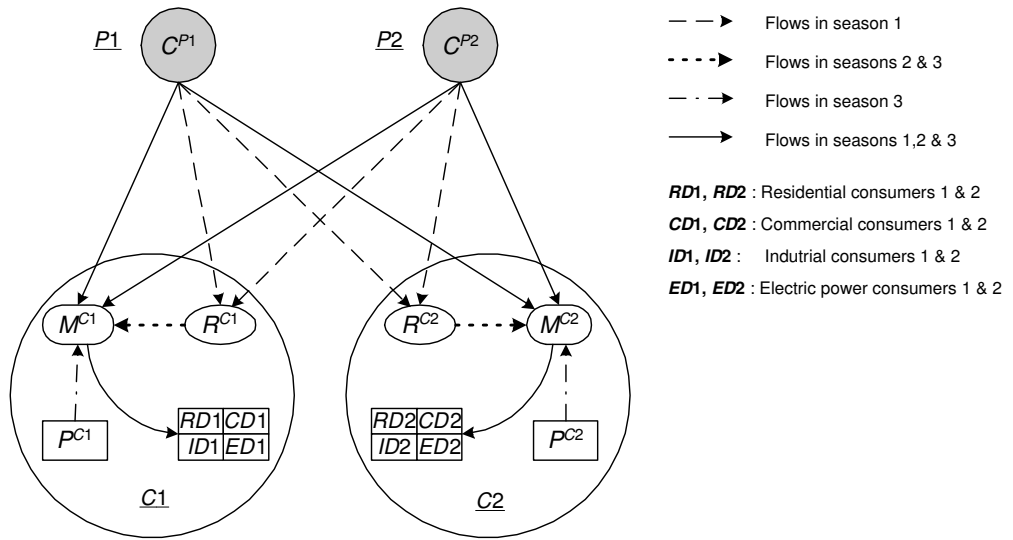 P1
C^P1
P2
C^P2
Flows in season 1
Flows in seasons 2 & 3
Flows in season 3
Flows in seasons 1,2 & 3
RD1, RD2 : Residential consumers 1 & 2
CD1, CD2 : Commercial consumers 1 & 2
ID1, ID2 : Indutrial consumers 1 & 2
ED1, ED2 : Electric power consumers 1 & 2
M^C1
R^C1
R^C2
M^C2
P^C1
RD1 CD1
ID1 ED1
RD2 CD2
ID2 ED2
P^C2
C1
C2